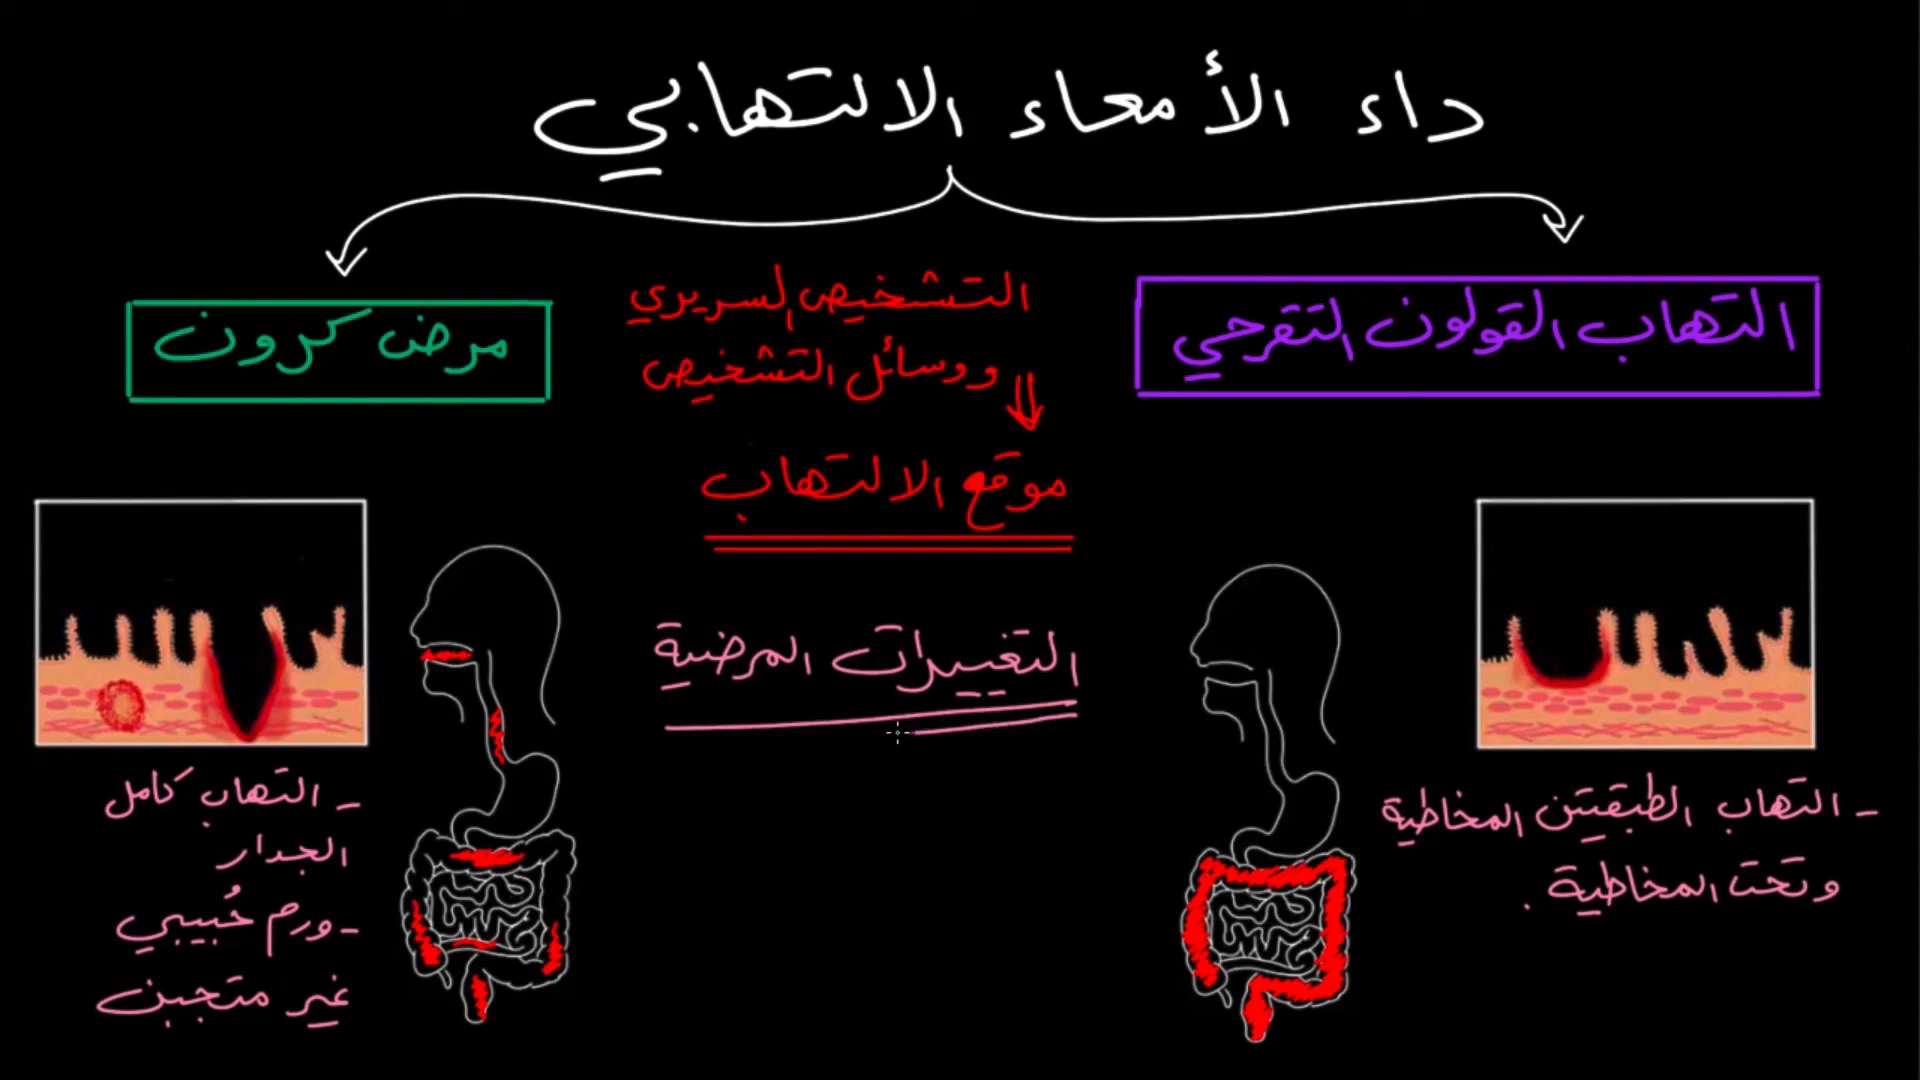 داء الأمعاء الالتهابي
التهاب القولون التقرحي
التشخيص السريري
ووسائل التشخيص
مرض كرون
موقع الالتهاب
التغييرات المرضية
- التهاب الطبقتين المخاطية
وتحت المخاطية .
- التهاب كامل
الجدار
- ورم حُبيبي
غير متجبن